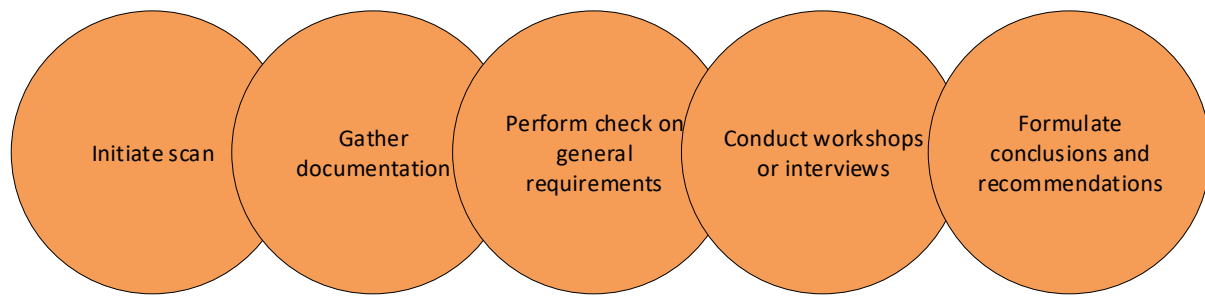 Initiate scan
Gather
documentation
Perform check on
general
requirements
Conduct workshops
or interviews
Formulate
conclusions and
recommendations